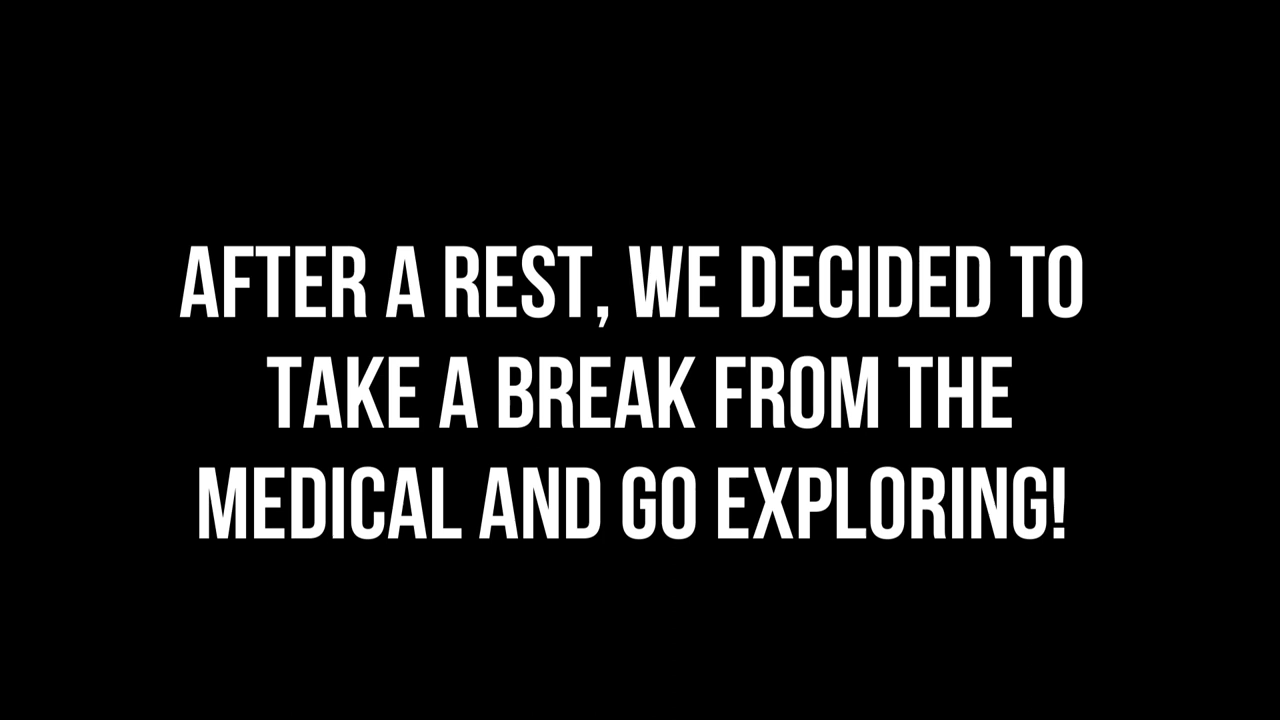 AFTER A REST, WE DECIDED TO
TAKE A BREAK FROM THE
MEDICAL AND GO EXPLORING!